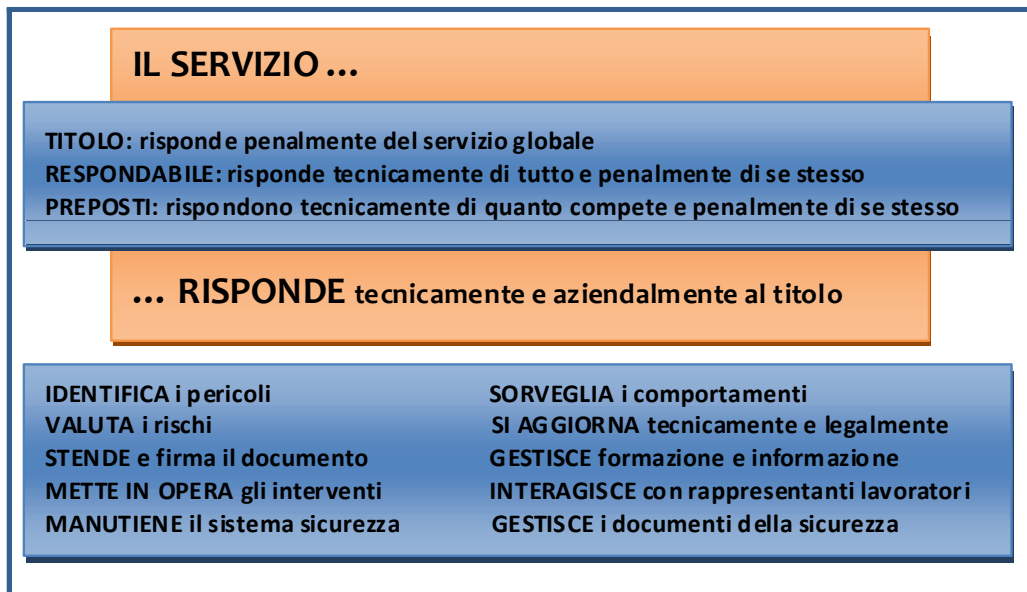 IL SERVIZIO ...
TITOLO: risponde penalmente del servizio globale
RESPONDABILE: risponde tecnicamente di tutto e penalmente di se stesso
PREPOSTI: rispondono tecnicamente di quanto compete e penalmente di se stesso
... RISPONDE tecnicamente e aziendalmente al titolo
IDENTIFICA i pericoli
VALUTA i rischi
STENDE e firma il documento
METTE IN OPERA gli interventi
MANUTIENE il sistema sicurezza
SORVEGLIA i comportamenti
SI AGGIORNA tecnicamente e legalmente
GESTISCE formazione e informazione
INTERAGISCE con rappresentanti lavoratori
GESTISCE i documenti della sicurezza